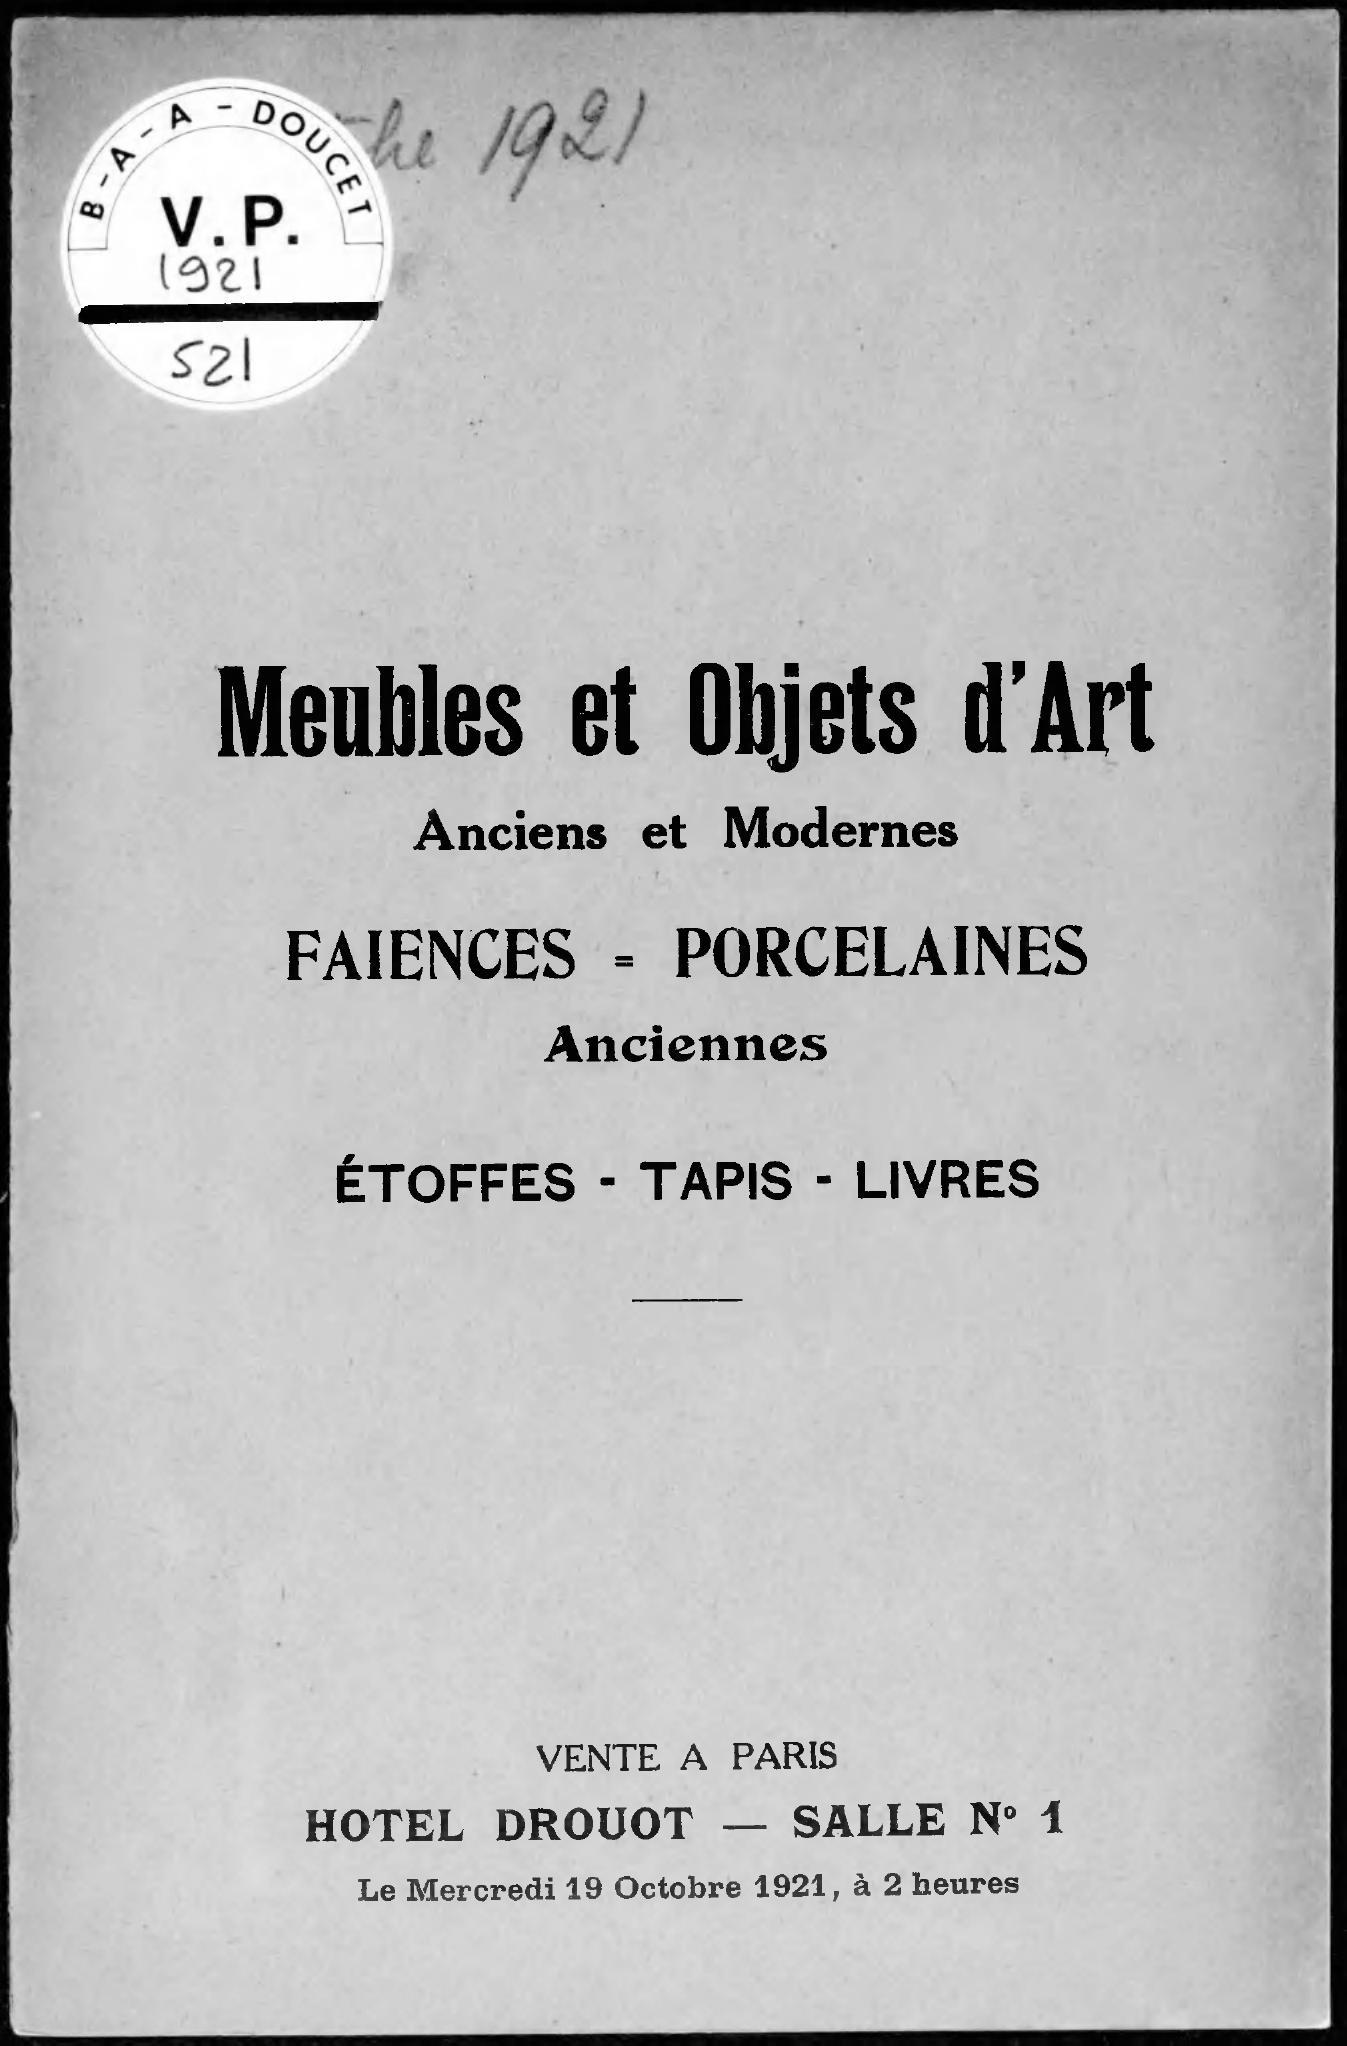 B-A-A-DOUCET
V. P.
1921
521
1921
Meubles et Objets d'Art
Anciens et Modernes
FAIENCES = PORCELAINES
Anciennes
ÉTOFFES - TAPIS - LIVRES
VENTE A PARIS
HOTEL DROUOT — SALLE Nº 1
Le Mercredi 19 Octobre 1921, à 2 heures